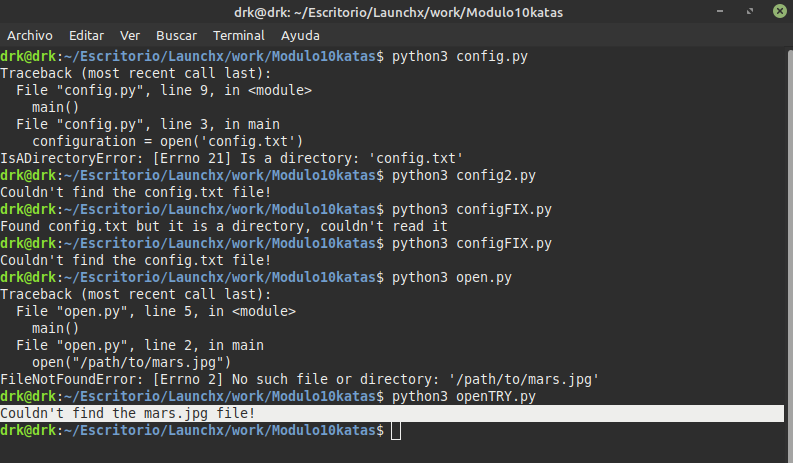 drk@drk: ~/Escritorio/Launchx/work/Modulo10katas
Archivo Editar Ver Buscar Terminal Ayuda
drk@drk:~/Escritorio/Launchx/work/Modulo10katas$ python3 config.py
Traceback (most recent call last):
  File "config.py", line 9, in <module>
    main()
  File "config.py", line 3, in main
    configuration = open('config.txt')
IsADirectoryError: [Errno 21] Is a directory: 'config.txt'
drk@drk:~/Escritorio/Launchx/work/Modulo10katas$ python3 config2.py
Couldn't find the config.txt file!
drk@drk:~/Escritorio/Launchx/work/Modulo10katas$ python3 configFIX.py
Found config.txt but it is a directory, couldn't read it
drk@drk:~/Escritorio/Launchx/work/Modulo10katas$ python3 configFIX.py
Couldn't find the config.txt file!
drk@drk:~/Escritorio/Launchx/work/Modulo10katas$ python3 open.py
Traceback (most recent call last):
  File "open.py", line 5, in <module>
    main()
  File "open.py", line 2, in main
    open("/path/to/mars.jpg")
FileNotFoundError: [Errno 2] No such file or directory: '/path/to/mars.jpg'
drk@drk:~/Escritorio/Launchx/work/Modulo10katas$ python3 openTRY.py
Couldn't find the mars.jpg file!
drk@drk:~/Escritorio/Launchx/work/Modulo10katas$